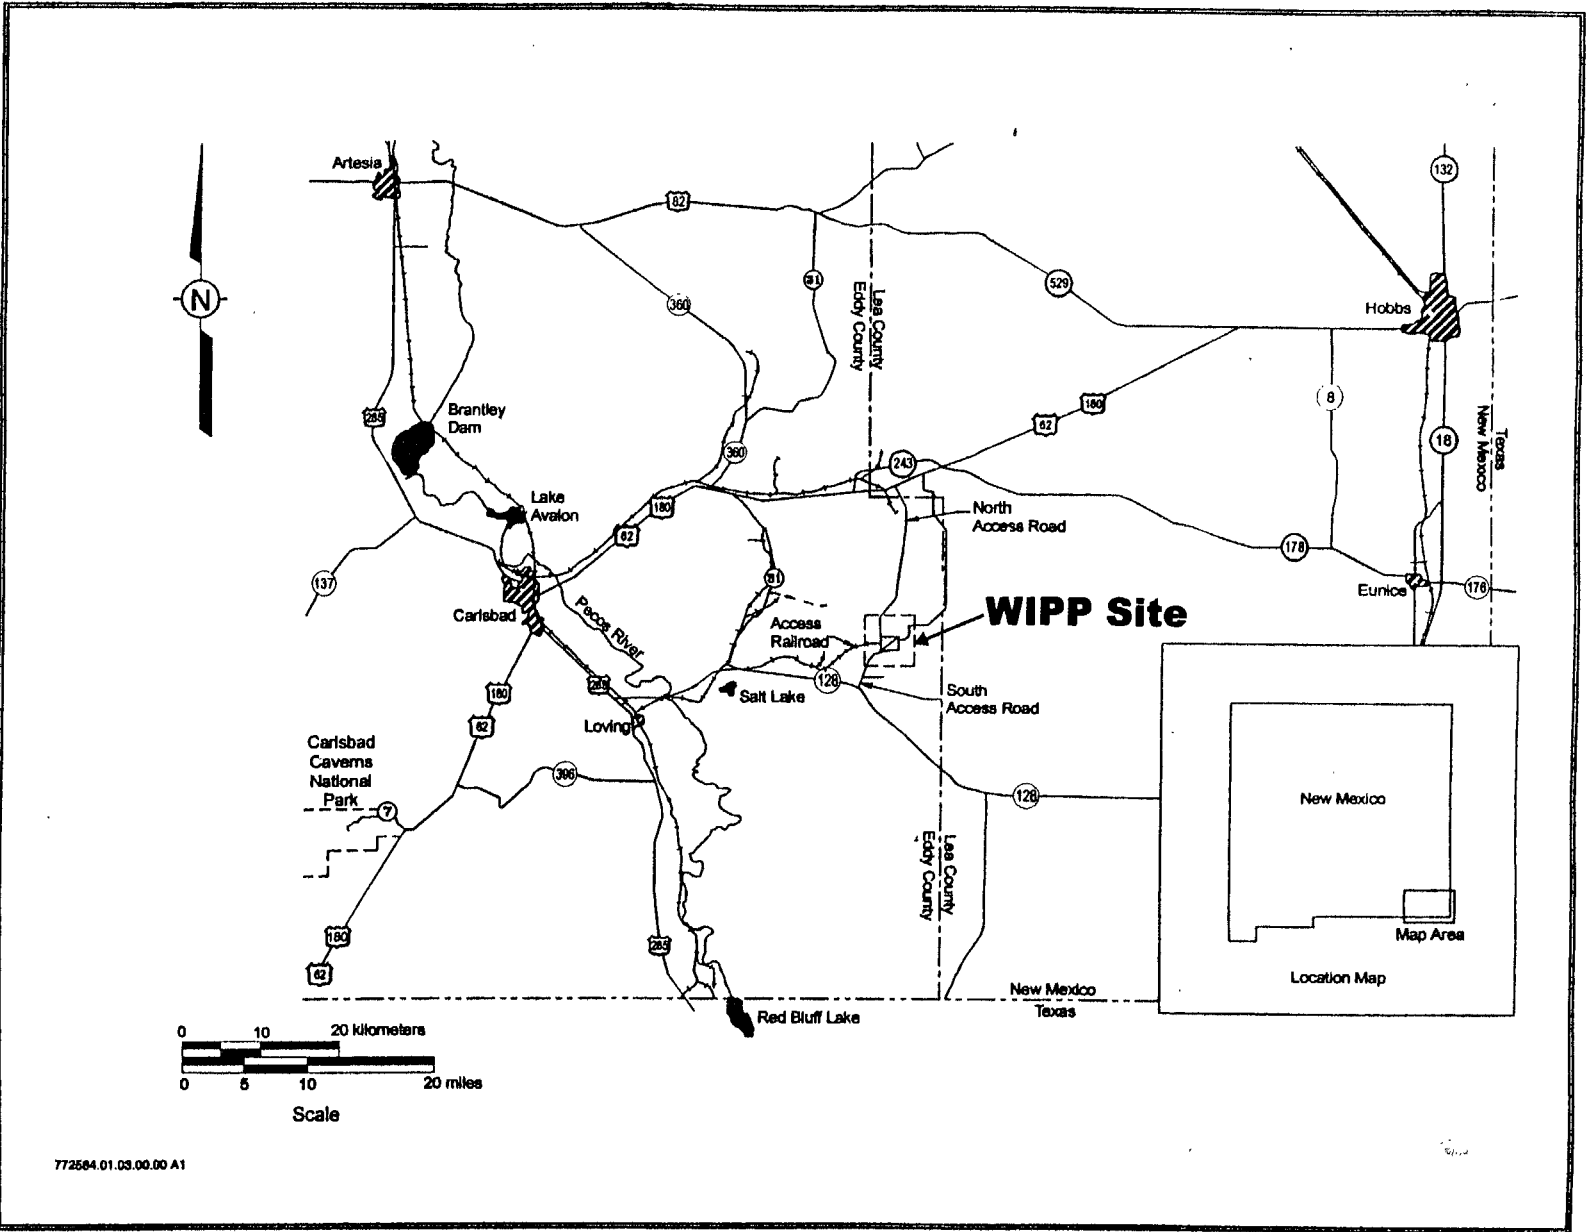 Artesia
82
132
N
31
529
360
Lea County
Eddy County
Hobbs
8
180
62
285
Brantley
Dam
360
243
18
Texas
New Mexico
Lake
Avalon
180
62
North
Access Road
178
137
31
Eunice
176
Carlsbad
Pecos River
Access
Railroad
WIPP Site
128
285
Salt Lake
South
Access Road
180
62
Loving
Carlsbad
Caverns
National
Park
7
396
128
New Mexico
Lea County
Eddy County
180
62
285
Map Area
Location Map
New Mexico
Texas
Red Bluff Lake
0 10 20 kilometers
0 5 10 20 miles
Scale
772584.01.03.00.00 A1